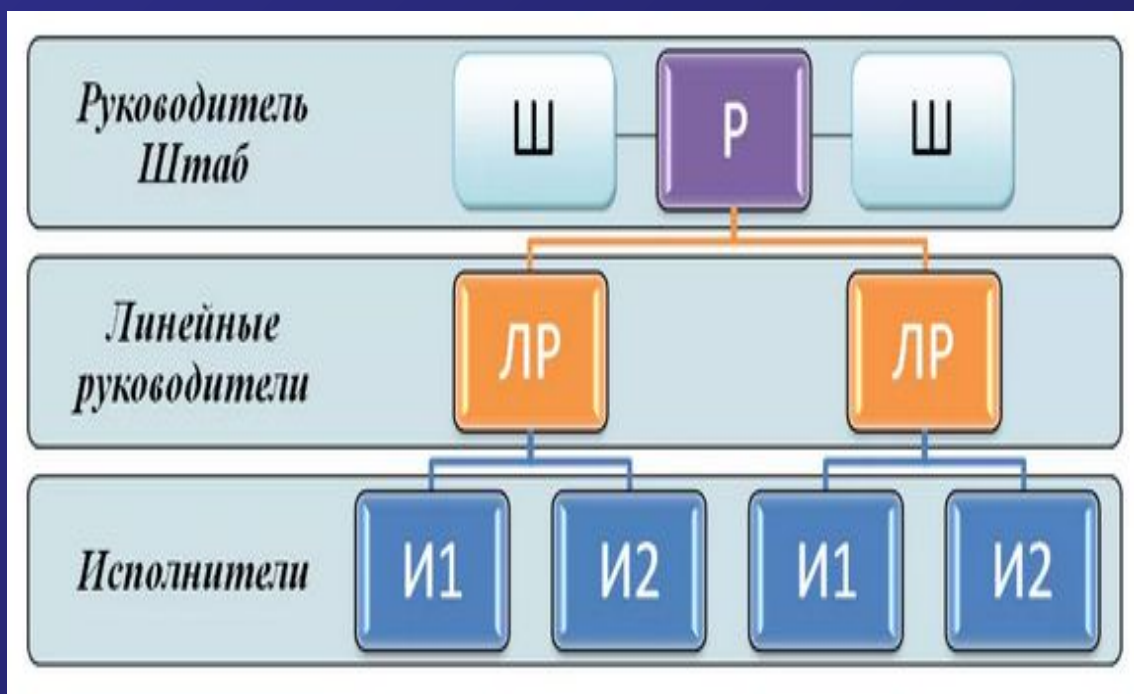 Руководитель
Штаб
Ш
Р
Ш
Линейные
руководители
ЛР
ЛР
Исполнители
И1
И2
И1
И2